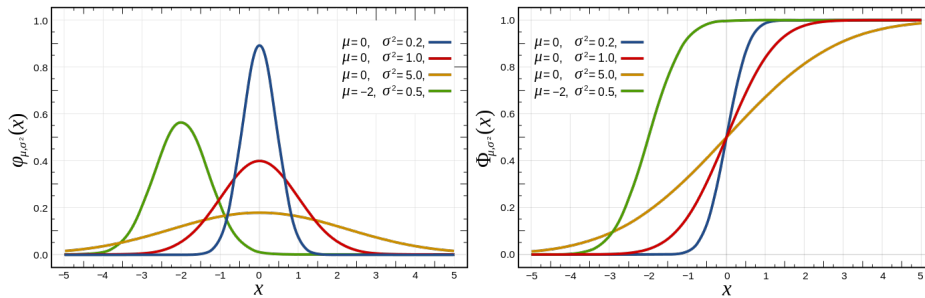 1.0
0.8
0.6
0.4
0.2
0.0
φμ,σ²(x)
μ= 0, σ²= 0.2,
μ= 0, σ²= 1.0,
μ= 0, σ²= 5.0,
μ= −2, σ²= 0.5,
−5 −4 −3 −2 −1 0 1 2 3 4 5
x
1.0
0.8
0.6
0.4
0.2
0.0
Φμ,σ²(x)
μ= 0, σ²= 0.2,
μ= 0, σ²= 1.0,
μ= 0, σ²= 5.0,
μ= −2, σ²= 0.5,
−5 −4 −3 −2 −1 0 1 2 3 4 5
x